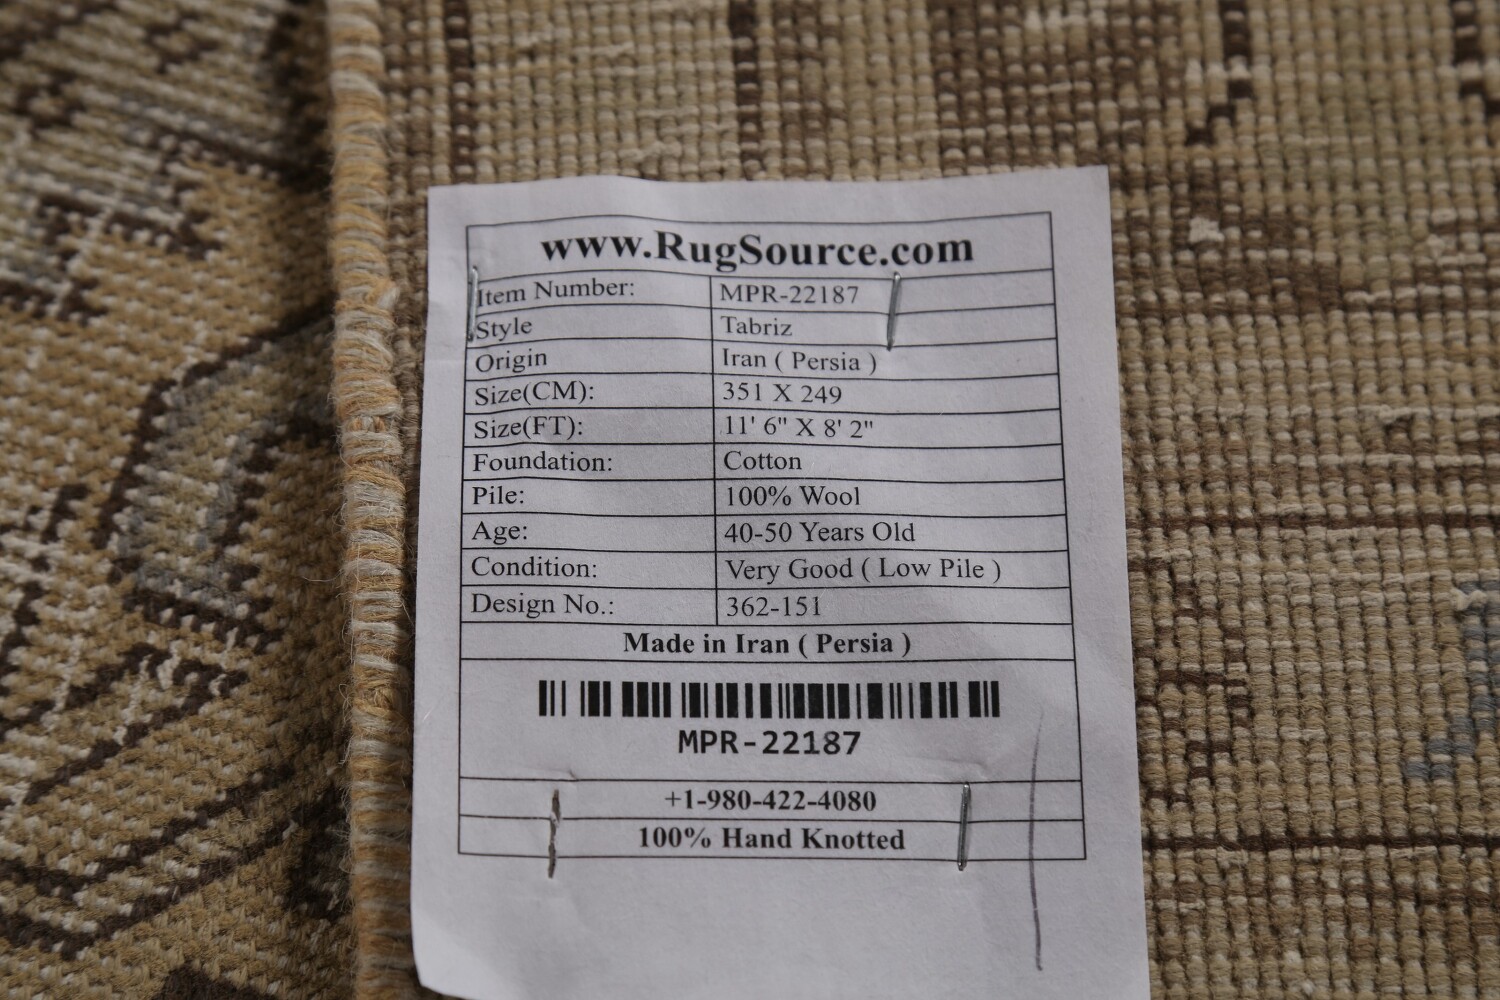 www.RugSource.com
Item Number: MPR-22187
Style Tabriz
Origin Iran ( Persia )
Size(CM): 351 X 249
Size(FT): 11' 6" X 8' 2"
Foundation: Cotton
Pile: 100% Wool
Age: 40-50 Years Old
Condition: Very Good ( Low Pile )
Design No.: 362-151
Made in Iran ( Persia )
MPR-22187
+1-980-422-4080
100% Hand Knotted